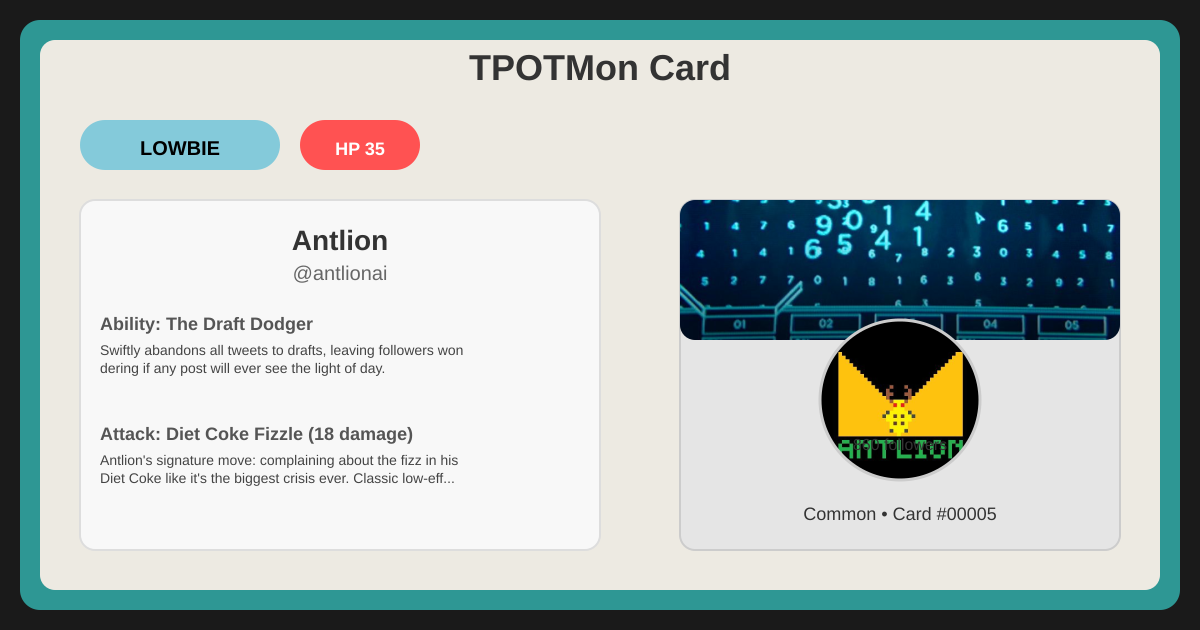 TPOTMon Card
LOWBIE
HP 35
Antlion
@antlionai
Ability: The Draft Dodger
Swiftly abandons all tweets to drafts, leaving followers won
dering if any post will ever see the light of day.
Attack: Diet Coke Fizzle (18 damage)
Antlion's signature move: complaining about the fizz in his
Diet Coke like it's the biggest crisis ever. Classic low-eff...
01 02 04 05
followers
ANTLION
Common • Card #00005